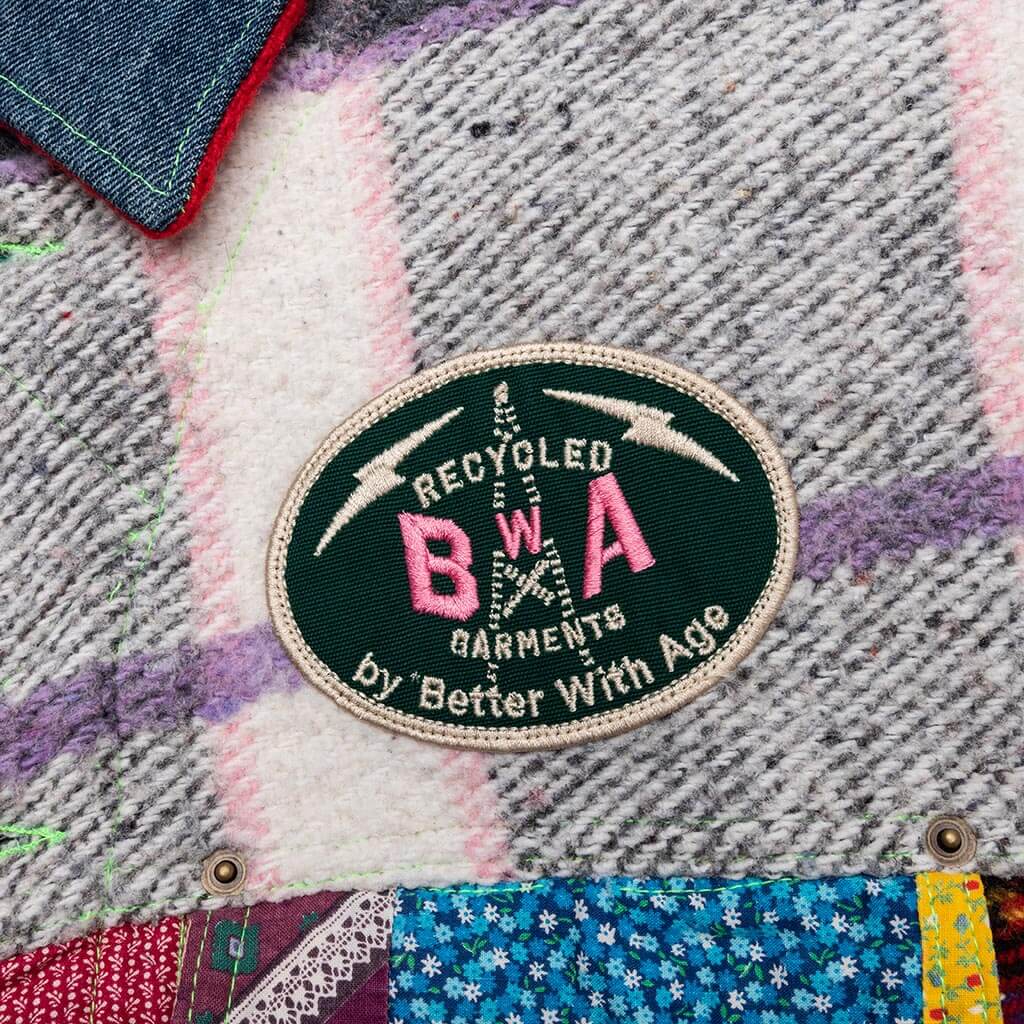 RECYCLED
BWA
GARMENTS
by "Better With Age